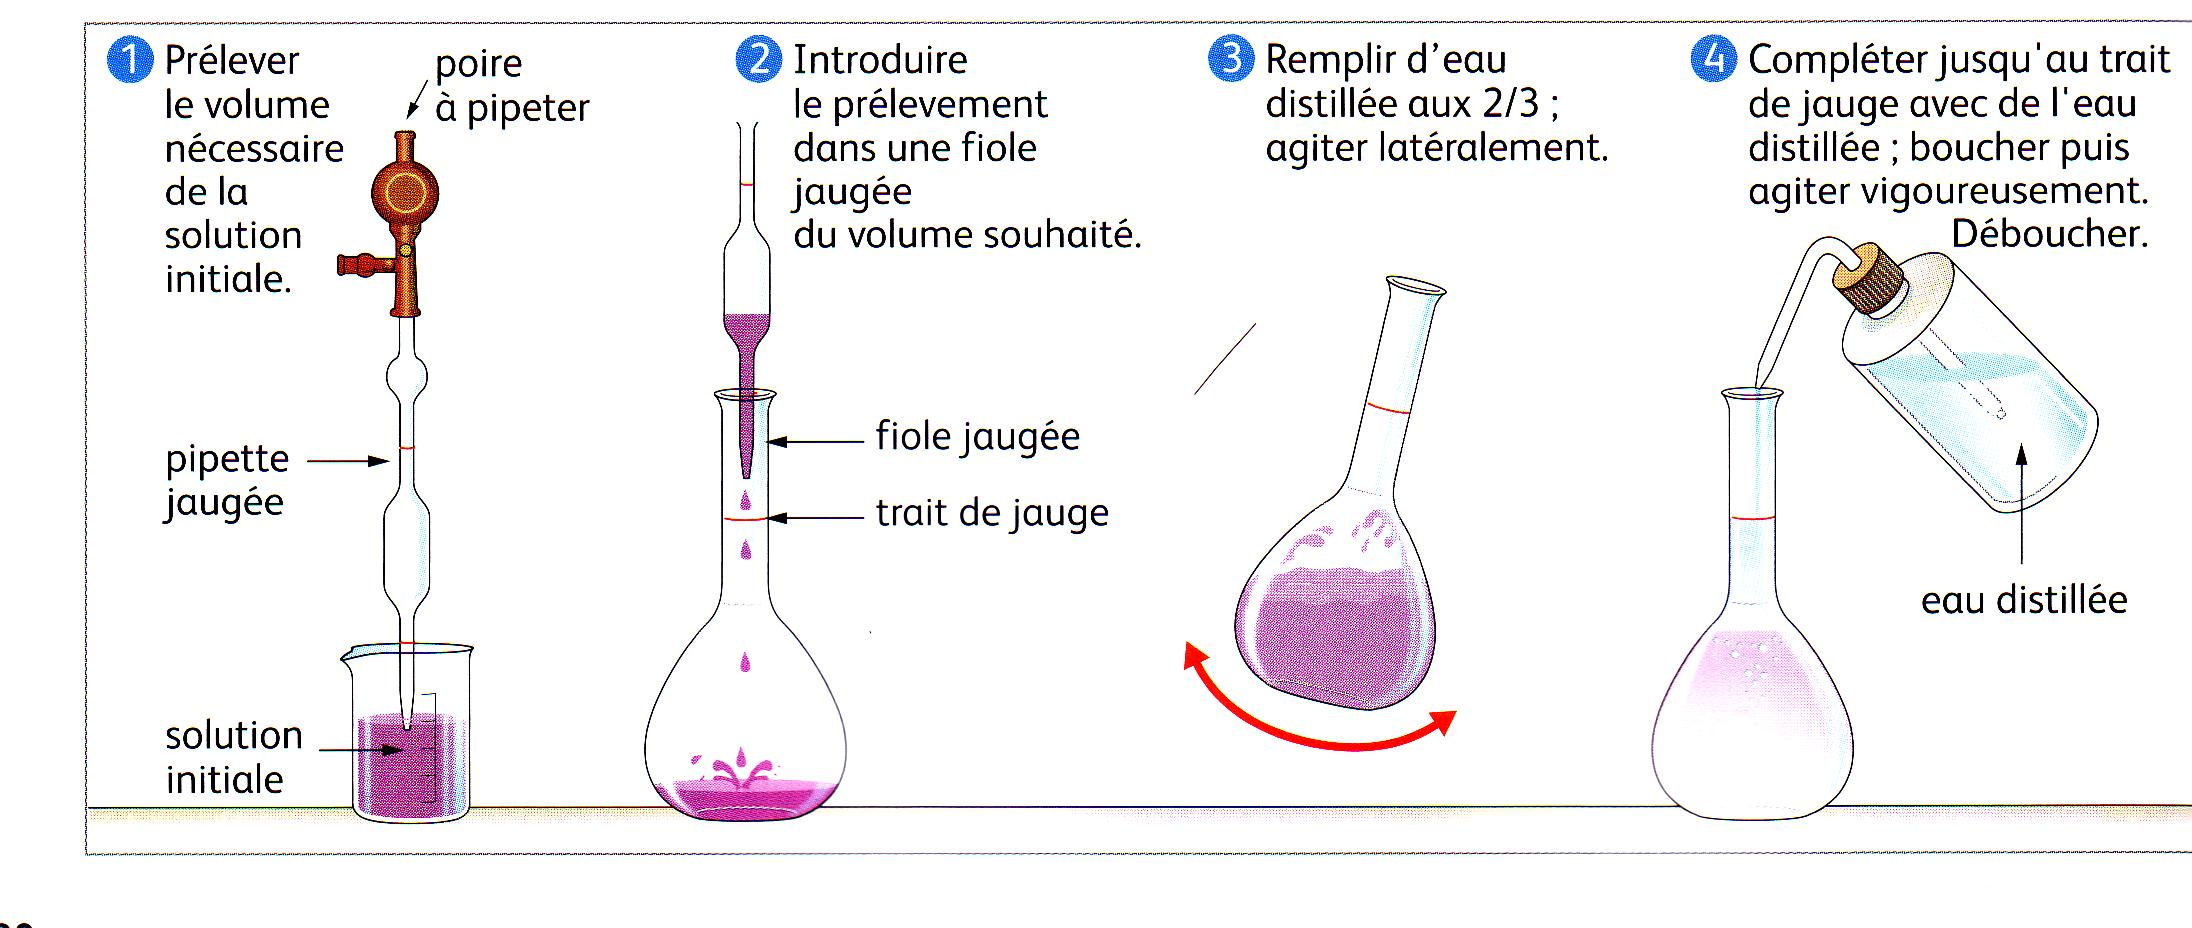 1 Prélever
le volume
nécessaire
de la
solution
initiale.
poire
à pipeter
pipette
jaugée
solution
initiale
2 Introduire
le prélevement
dans une fiole
jaugée
du volume souhaité.
fiole jaugée
trait de jauge
3 Remplir d'eau
distillée aux 2/3 ;
agiter latéralement.
4 Compléter jusqu'au trait
de jauge avec de l'eau
distillée ; boucher puis
agiter vigoureusement.
Déboucher.
eau distillée